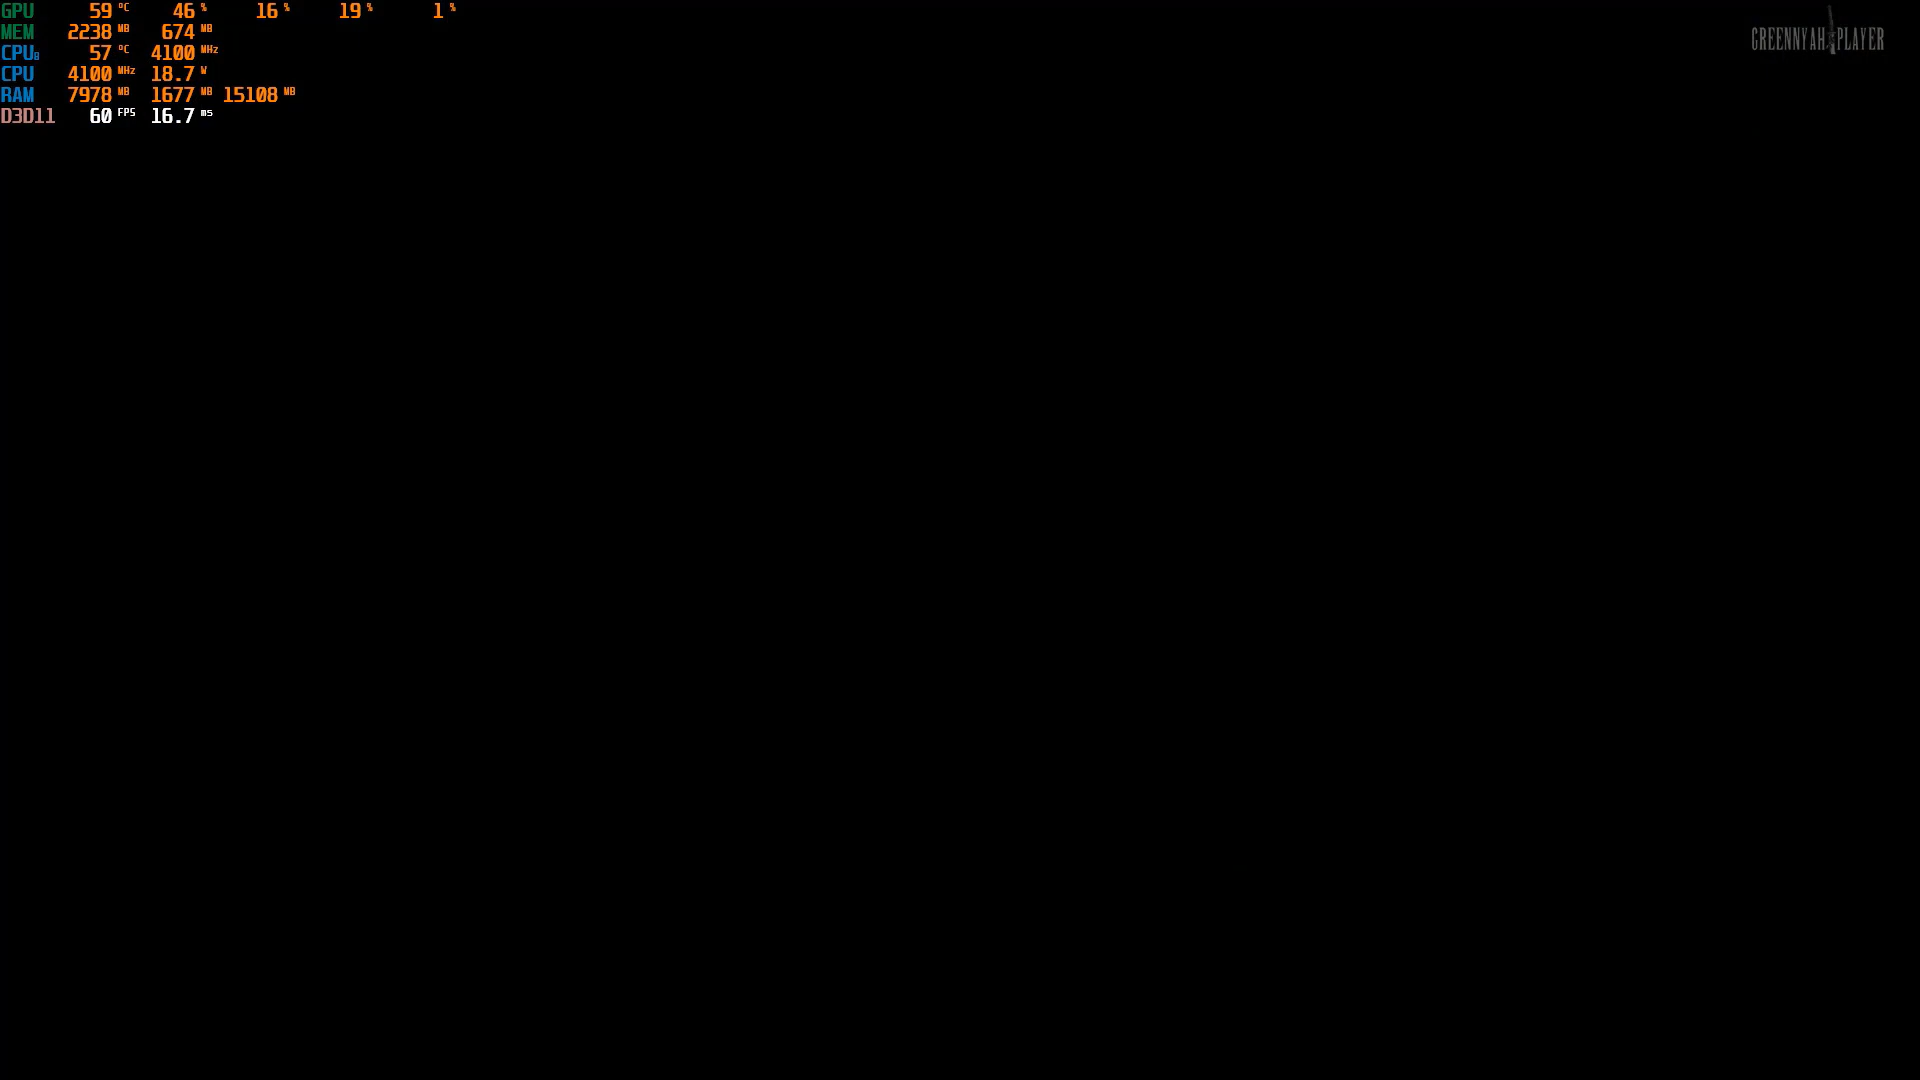 GPU 59 °C 46 % 16 % 19 % 1 %
MEM 2238 MB 674 MB
CPU8 57 °C 4100 MHz
CPU 4100 MHz 18.7 W
RAM 7978 MB 1677 MB 15108 MB
D3D11 60 FPS 16.7 ms
GREENNYAH PLAYER